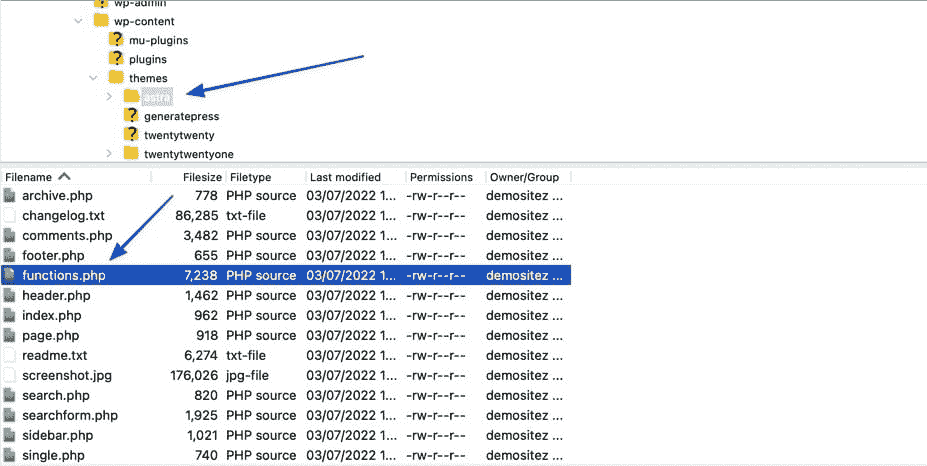 wp-admin
wp-content
mu-plugins
plugins
themes
generatepress
twentytwenty
twentytwentyone
Filename Filesize Filetype Last modified Permissions Owner/Group
archive.php 778 PHP source 03/07/2022 1... -rw-r--r-- demositez ...
changelog.txt 86,285 txt-file 03/07/2022 1... -rw-r--r-- demositez ...
comments.php 3,482 PHP source 03/07/2022 1... -rw-r--r-- demositez ...
footer.php 655 PHP source 03/07/2022 1... -rw-r--r-- demositez ...
functions.php 7,238 PHP source 03/07/2022 1... -rw-r--r-- demositez ...
header.php 1,462 PHP source 03/07/2022 1... -rw-r--r-- demositez ...
index.php 962 PHP source 03/07/2022 1... -rw-r--r-- demositez ...
page.php 918 PHP source 03/07/2022 1... -rw-r--r-- demositez ...
readme.txt 6,274 txt-file 03/07/2022 1... -rw-r--r-- demositez ...
screenshot.jpg 176,026 jpg-file 03/07/2022 1... -rw-r--r-- demositez ...
search.php 820 PHP source 03/07/2022 1... -rw-r--r-- demositez ...
searchform.php 1,925 PHP source 03/07/2022 1... -rw-r--r-- demositez ...
sidebar.php 1,021 PHP source 03/07/2022 1... -rw-r--r-- demositez ...
single.php 740 PHP source 03/07/2022 1... -rw-r--r-- demositez ...